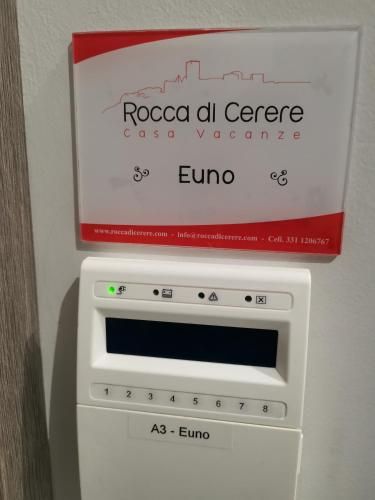 Rocca di Cerere
Casa Vacanze
Euno
www.roccadicerere.com - info@roccadicerere.com - Cell. 331 1206767
1 2 3 4 5 6 7 8
A3 - Euno